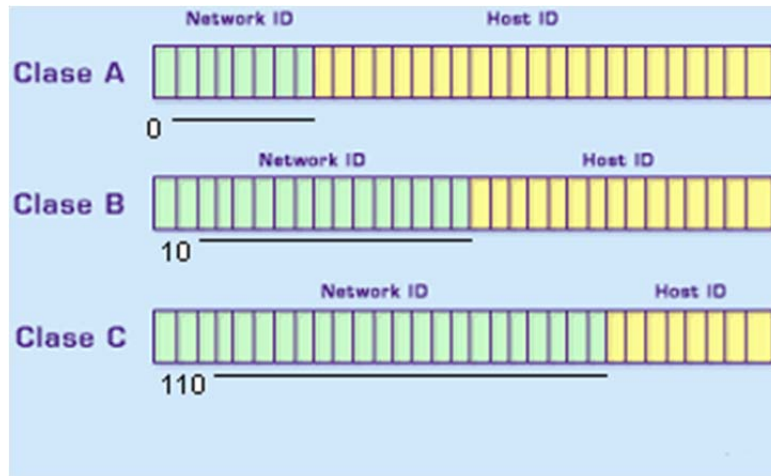 Network ID Host ID
Clase A
0
Network ID Host ID
Clase B
10
Network ID Host ID
Clase C
110